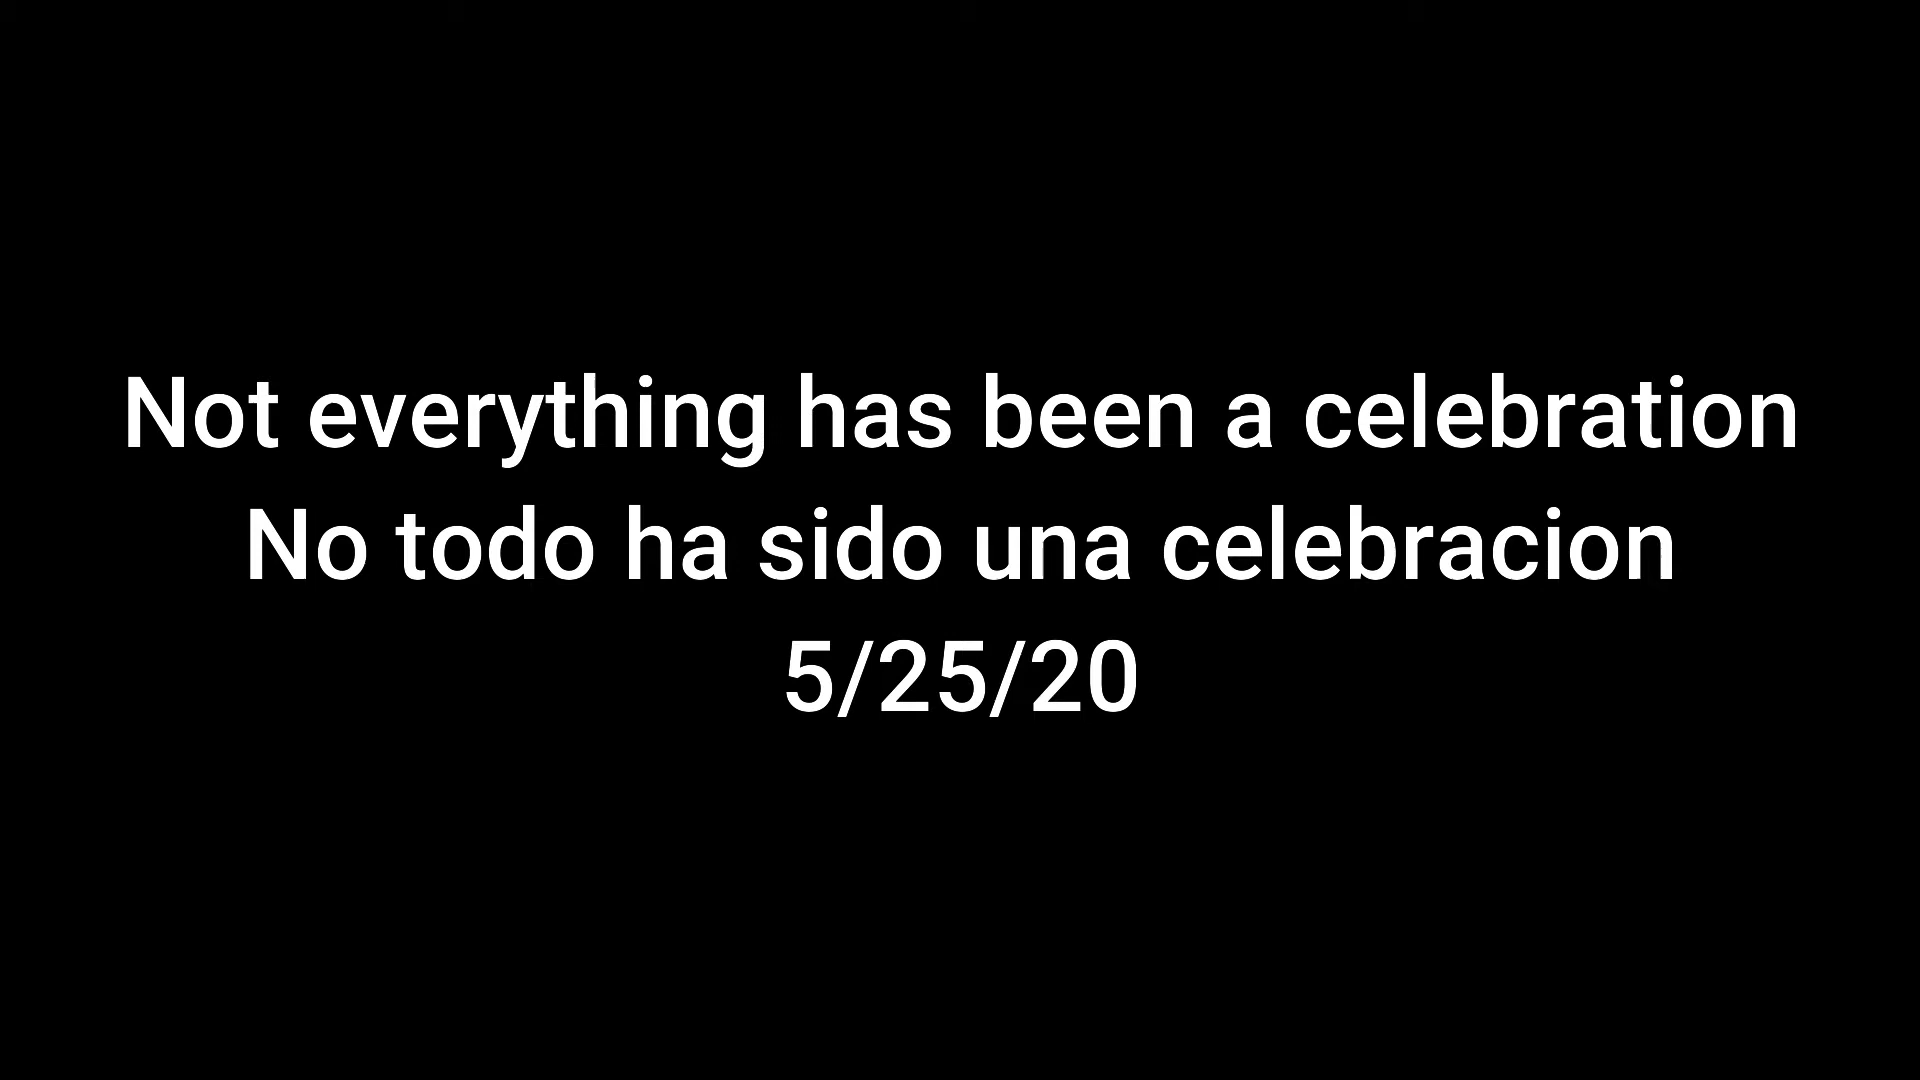 Not everything has been a celebration
No todo ha sido una celebracion
5/25/20